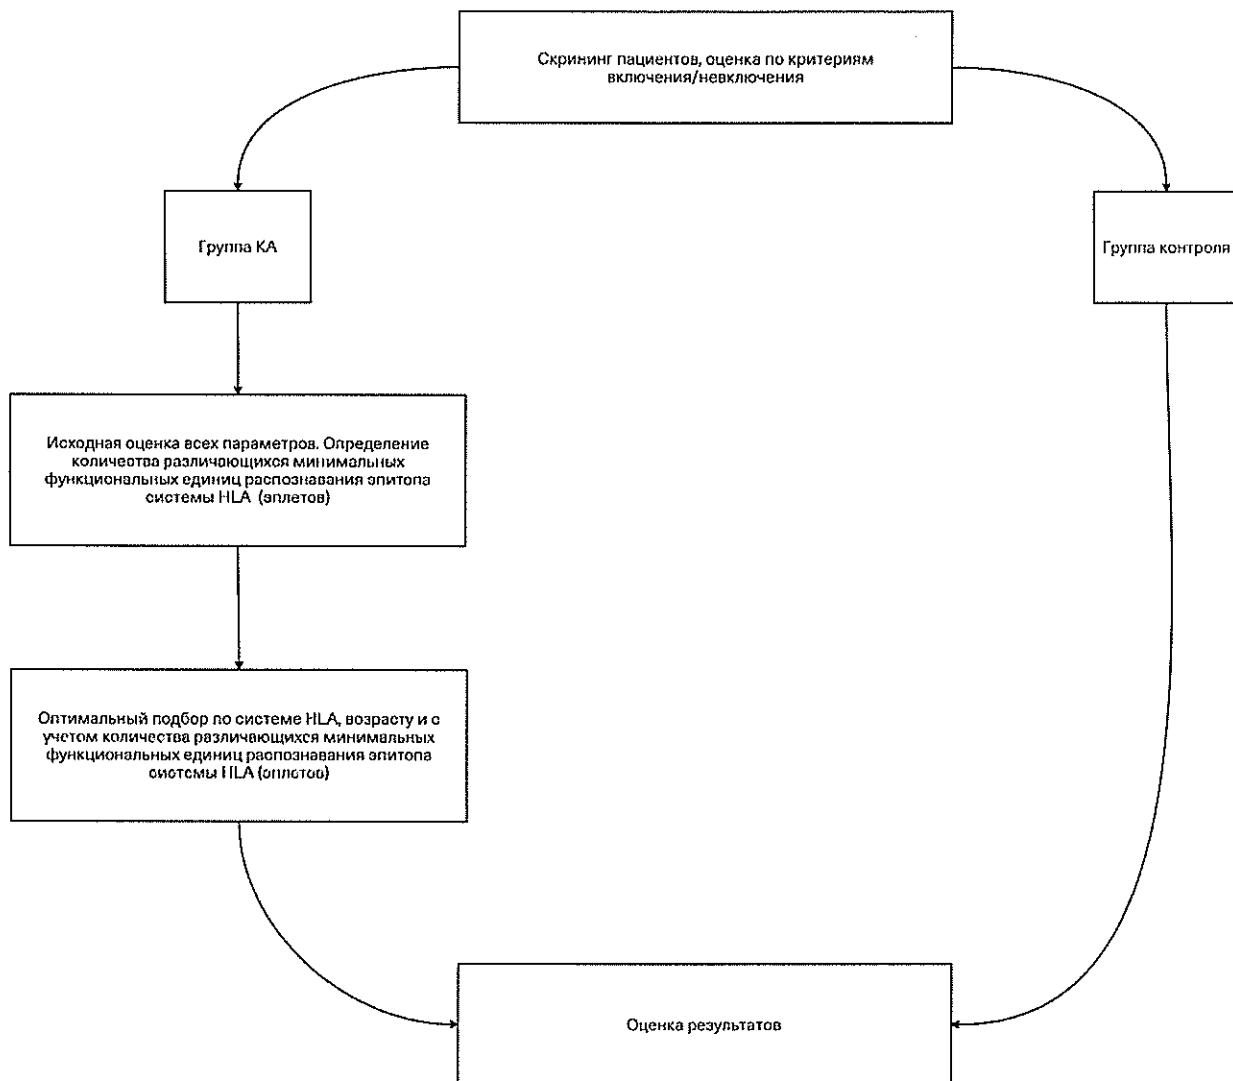 Скрининг пациентов, оценка по критериям
включения/невключения
Группа КА
Группа контроля
Исходная оценка всех параметров. Определение
количества различающихся минимальных
функциональных единиц распознавания эпитопа
системы HLA (эплетов)
Оптимальный подбор по системе HLA, возрасту и с
учетом количества различающихся минимальных
функциональных единиц распознавания эпитопа
системы HLA (эплетов)
Оценка результатов